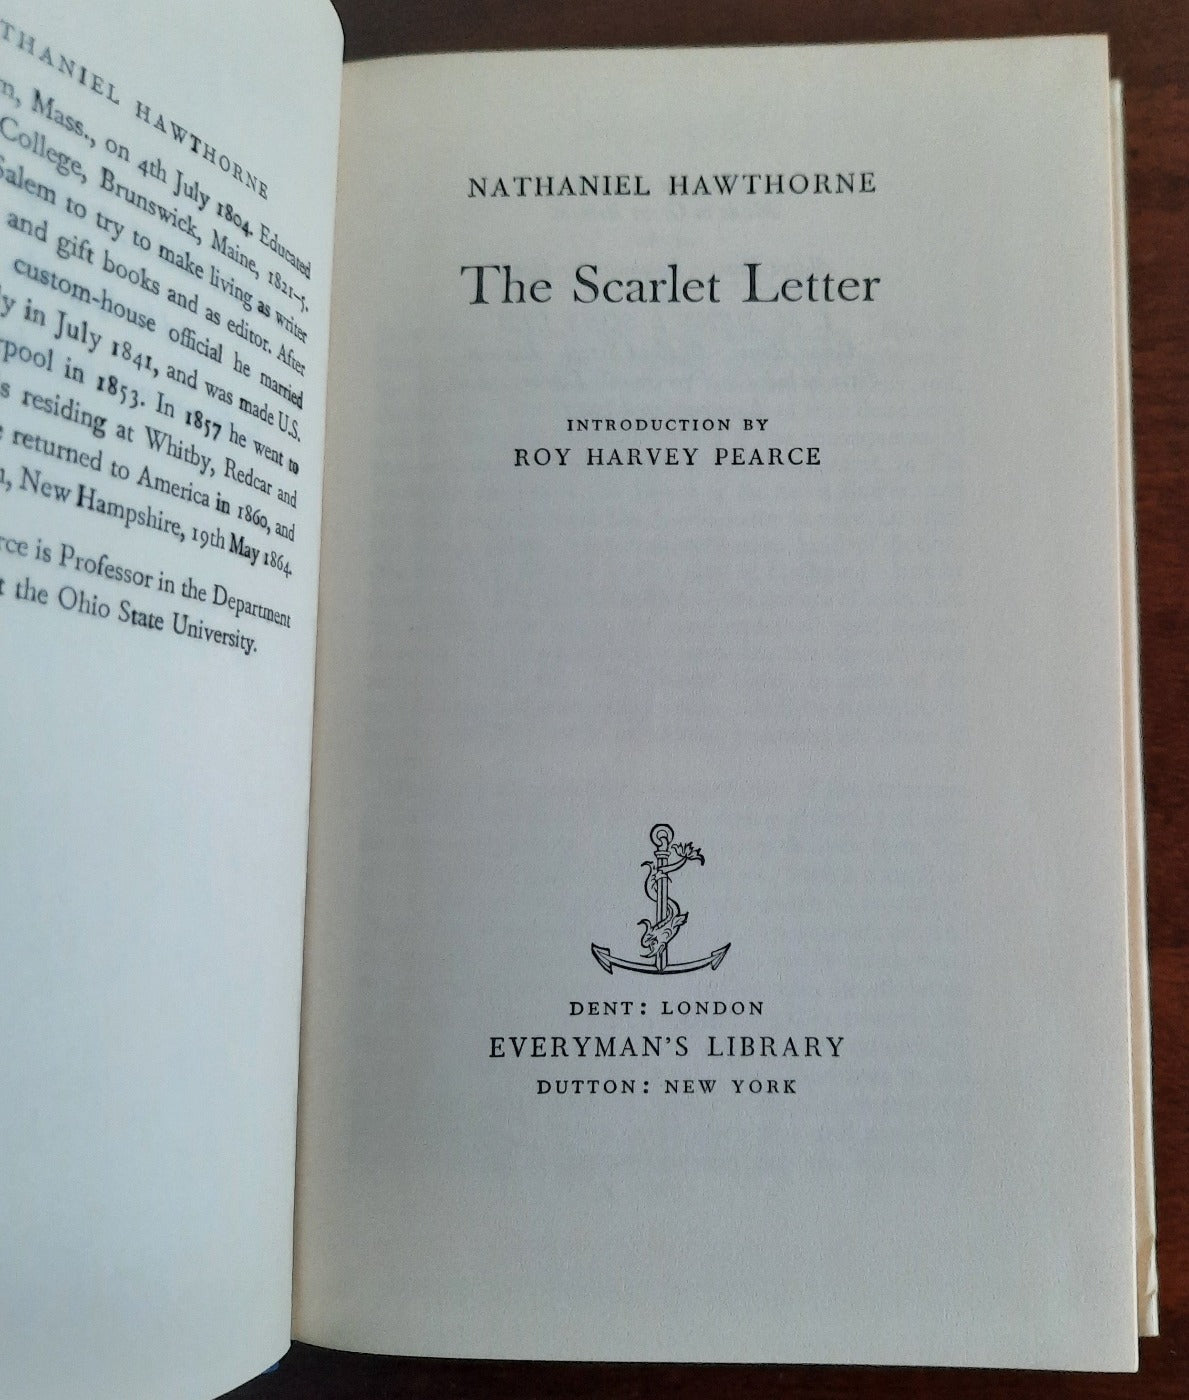 THANIEL HAWTHORNE
Mass., on 4th July 1804. Educated
College, Brunswick, Maine, 1821–5.
Salem to try to make living as writer
and gift books and as editor. After
custom-house official he married
in July 1841, and was made U.S.
pool in 1853. In 1857 he went to
s residing at Whitby, Redcar and
returned to America in 1860, and
New Hampshire, 19th May 1864.
rce is Professor in the Department
the Ohio State University.
NATHANIEL HAWTHORNE
The Scarlet Letter
INTRODUCTION BY
ROY HARVEY PEARCE
DENT: LONDON
EVERYMAN'S LIBRARY
DUTTON: NEW YORK